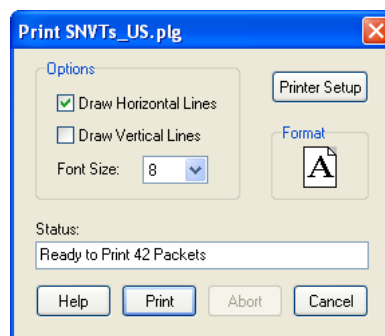 Print SNVTs_US.plg
Options
Draw Horizontal Lines
Draw Vertical Lines
Font Size: 8
Printer Setup
Format
A
Status:
Ready to Print 42 Packets
Help Print Abort Cancel